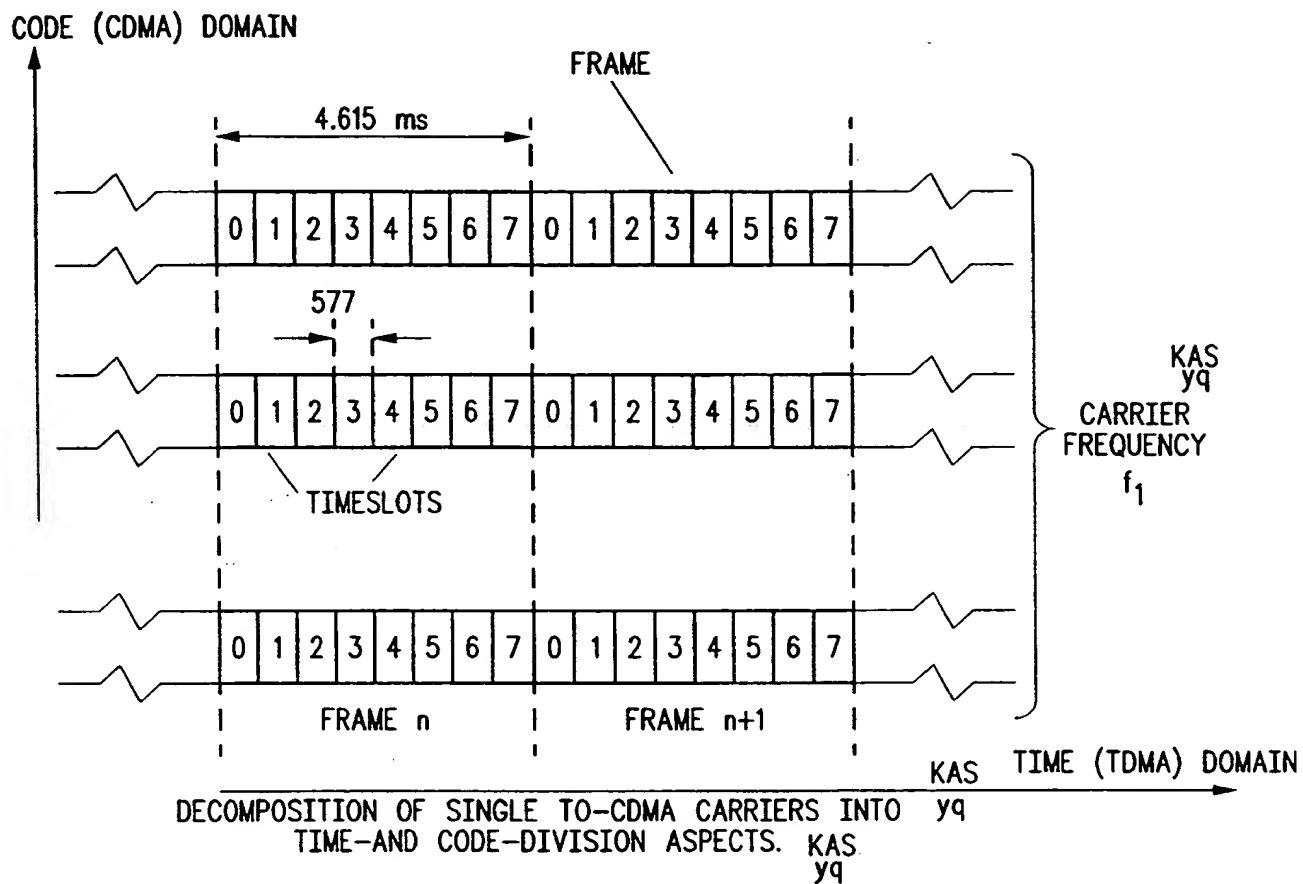 CODE (CDMA) DOMAIN
FRAME
4.615 ms
0 1 2 3 4 5 6 7 0 1 2 3 4 5 6 7
577
0 1 2 3 4 5 6 7 0 1 2 3 4 5 6 7
TIMESLOTS
KAS
yq
CARRIER
FREQUENCY
f1
0 1 2 3 4 5 6 7 0 1 2 3 4 5 6 7
FRAME n FRAME n+1
KAS
yq
TIME (TDMA) DOMAIN
DECOMPOSITION OF SINGLE TO-CDMA CARRIERS INTO
TIME-AND CODE-DIVISION ASPECTS.
KAS
yq